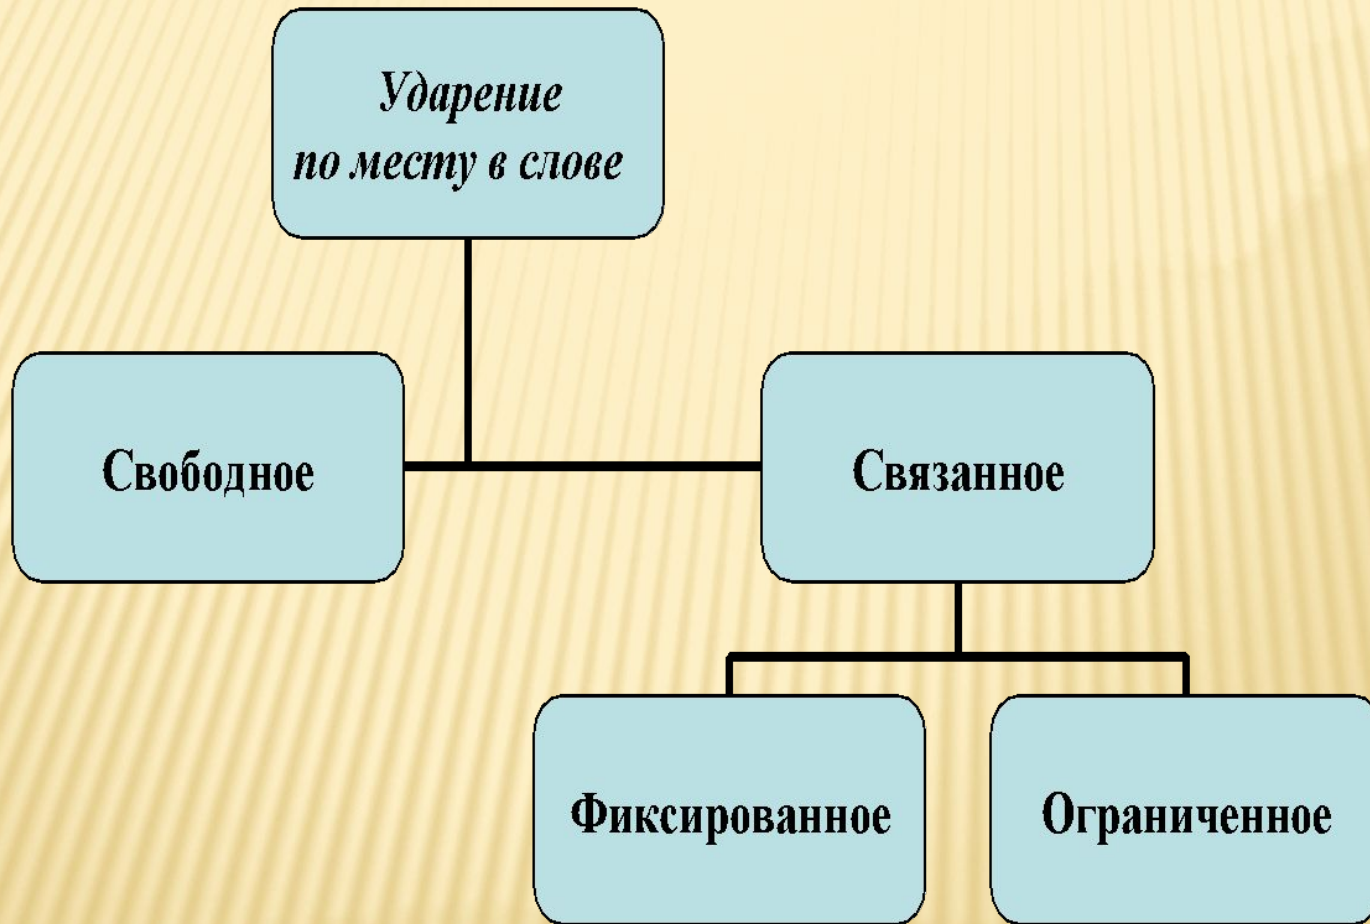 Ударение
по месту в слове
Свободное
Связанное
Фиксированное
Ограниченное